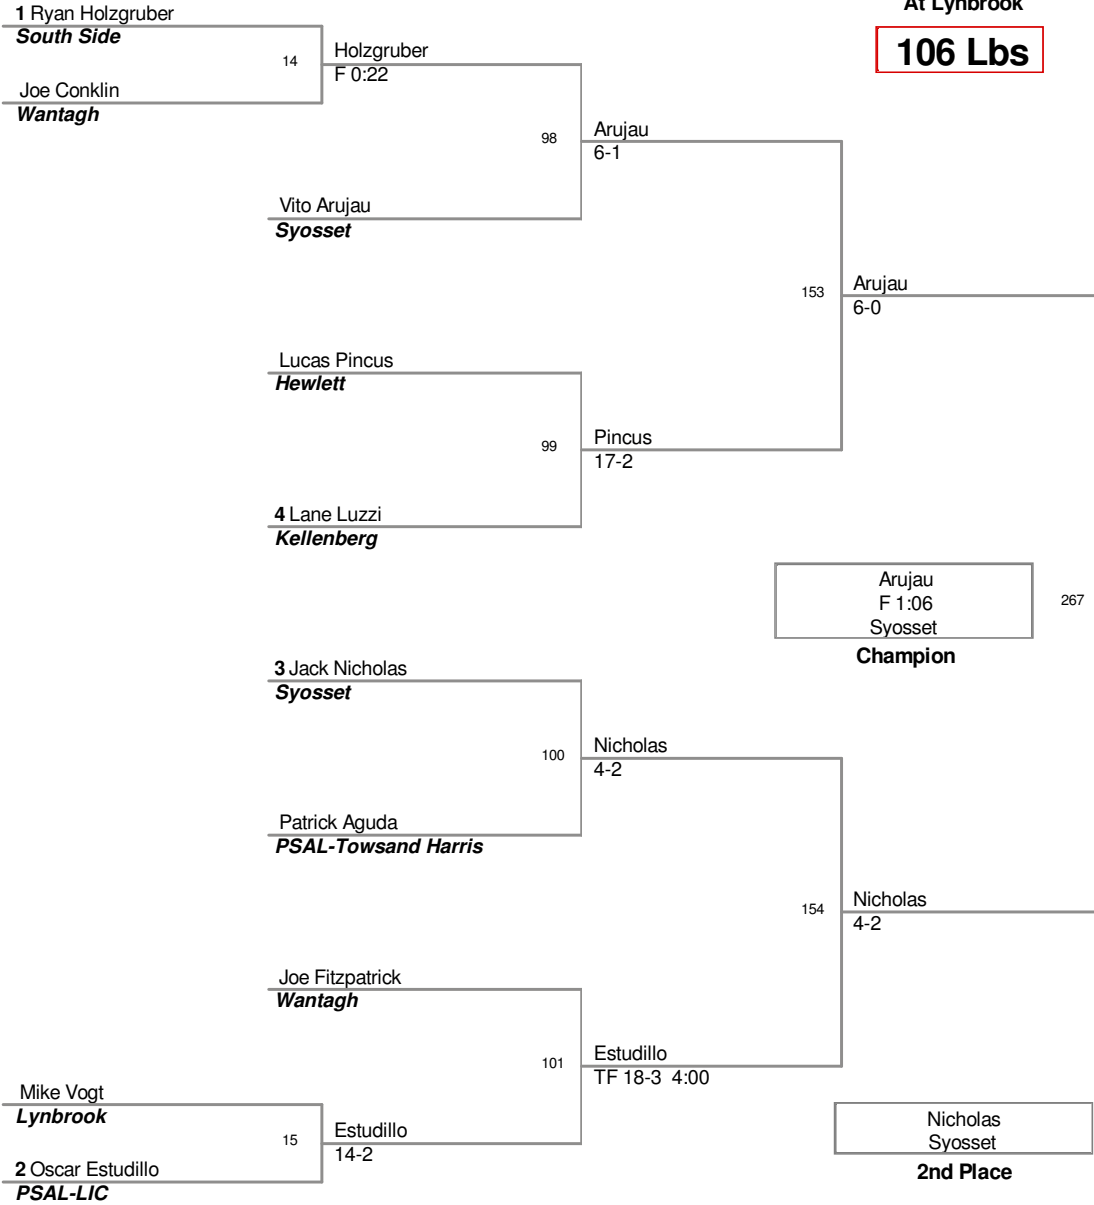 At Lynbrook
106 Lbs
1 Ryan Holzgruber
South Side
14
Holzgruber
F 0:22
Joe Conklin
Wantagh
98
Arujau
6-1
Vito Arujau
Syosset
153
Arujau
6-0
Lucas Pincus
Hewlett
99
Pincus
17-2
4 Lane Luzzi
Kellenberg
Arujau
F 1:06
Syosset
267
Champion
3 Jack Nicholas
Syosset
100
Nicholas
4-2
Patrick Aguda
PSAL-Towsand Harris
154
Nicholas
4-2
Joe Fitzpatrick
Wantagh
101
Estudillo
TF 18-3 4:00
Mike Vogt
Lynbrook
15
Estudillo
14-2
2 Oscar Estudillo
PSAL-LIC
Nicholas
Syosset
2nd Place